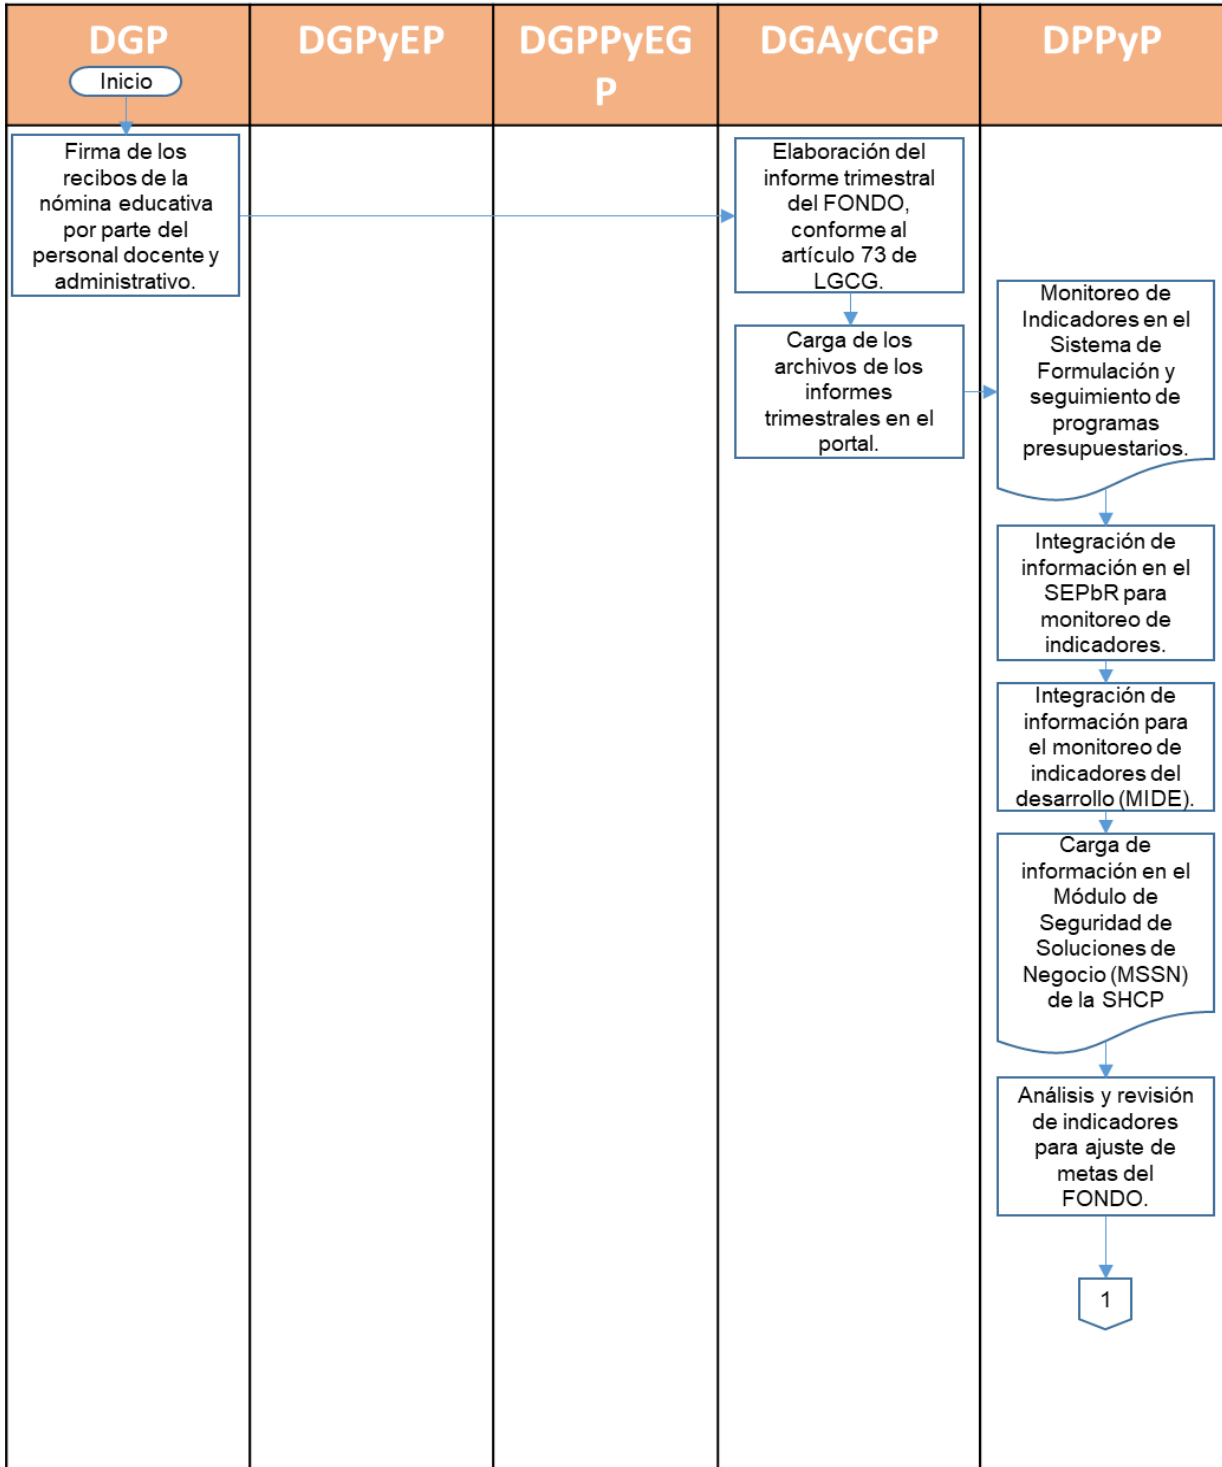 DGP
DGPyEP
DGPPyEG
P
DGAyCGP
DPPyP
Inicio
Firma de los
recibos de la
nómina educativa
por parte del
personal docente y
administrativo.
Elaboración del
informe trimestral
del FONDO,
conforme al
artículo 73 de
LGCG.
Carga de los
archivos de los
informes
trimestrales en el
portal.
Monitoreo de
Indicadores en el
Sistema de
Formulación y
seguimiento de
programas
presupuestarios.
Integración de
información en el
SEPbR para
monitoreo de
indicadores.
Integración de
información para
el monitoreo de
indicadores del
desarrollo (MIDE).
Carga de
información en el
Módulo de
Seguridad de
Soluciones de
Negocio (MSSN)
de la SHCP
Análisis y revisión
de indicadores
para ajuste de
metas del
FONDO.
1